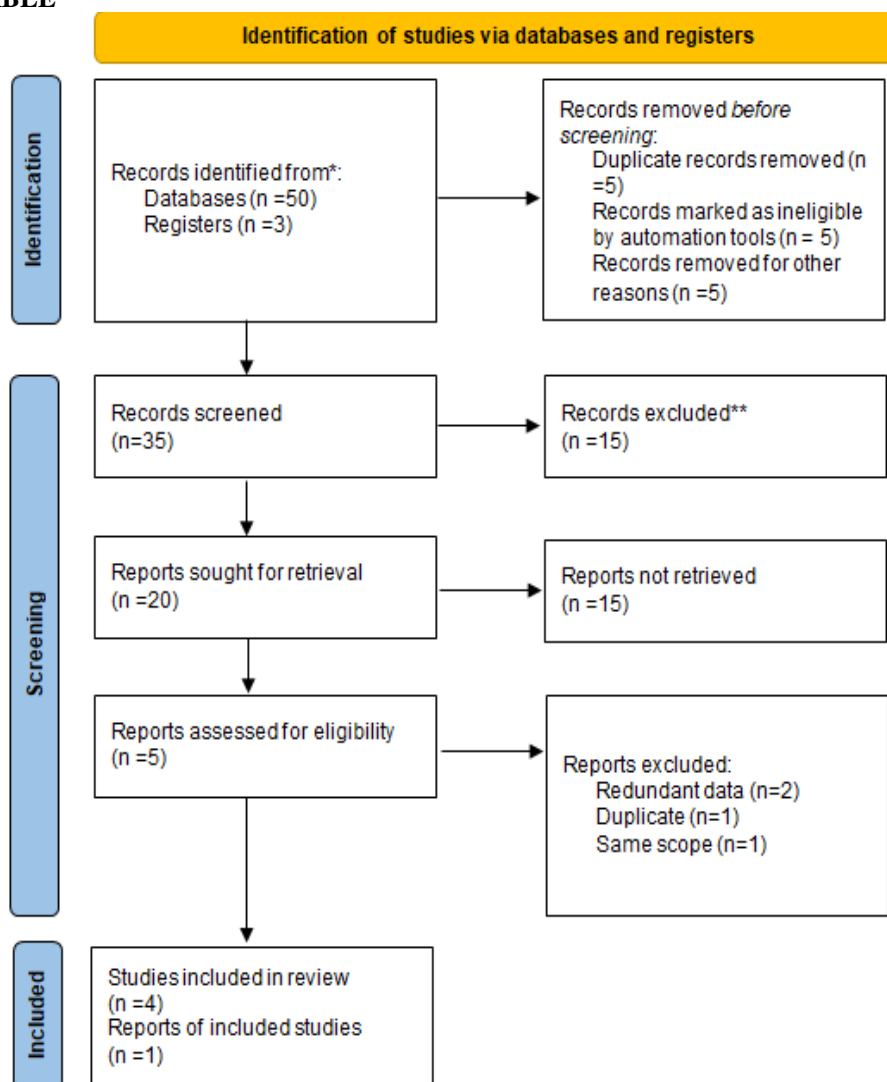 Identification of studies via databases and registers
Identification
Records identified from*:
Databases (n =50)
Registers (n =3)
Records removed before
screening:
Duplicate records removed (n
=5)
Records marked as ineligible
by automation tools (n = 5)
Records removed for other
reasons (n =5)
Screening
Records screened
(n=35)
Records excluded**
(n =15)
Reports sought for retrieval
(n =20)
Reports not retrieved
(n =15)
Reports assessed for eligibility
(n =5)
Reports excluded:
Redundant data (n=2)
Duplicate (n=1)
Same scope (n=1)
Included
Studies included in review
(n =4)
Reports of included studies
(n =1)